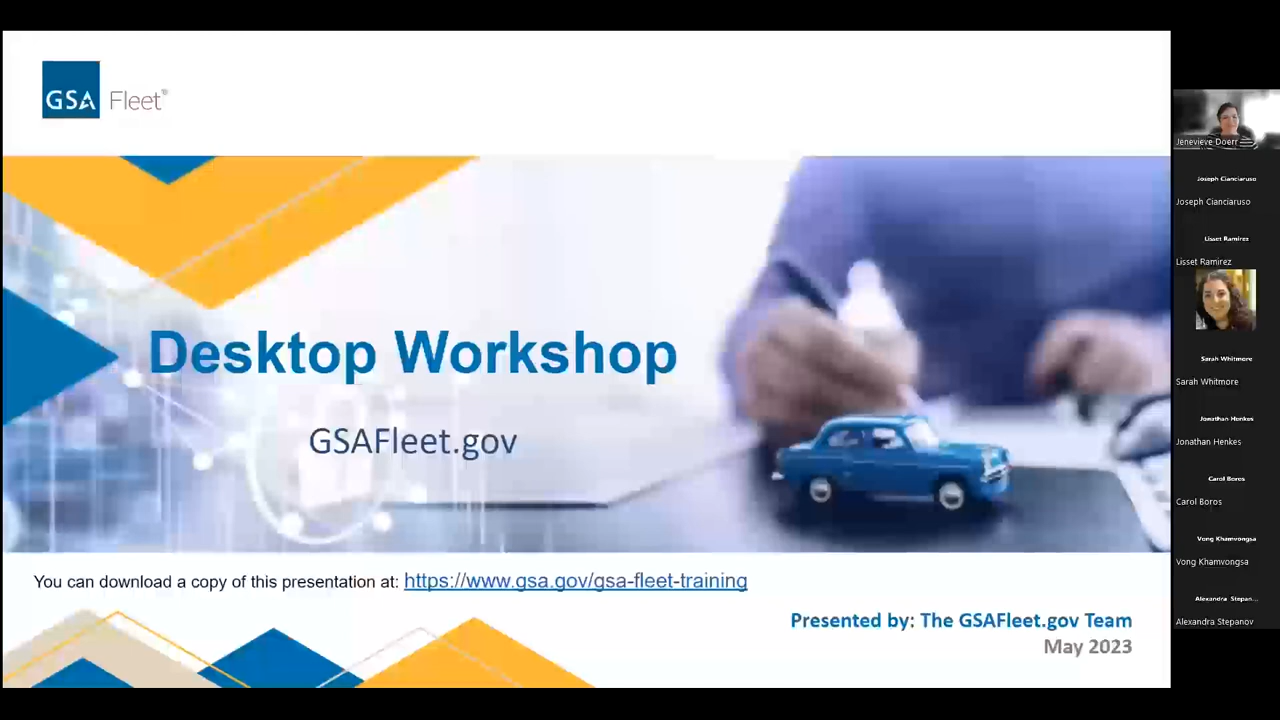 GSA Fleet®
Desktop Workshop
GSAFleet.gov
You can download a copy of this presentation at: https://www.gsa.gov/gsa-fleet-training
Presented by: The GSAFleet.gov Team
May 2023
Jenevieve Doerr
Joseph Cianciaruso
Joseph Cianciaruso
Lisset Ramirez
Lisset Ramirez
Sarah Whitmore
Sarah Whitmore
Jonathan Henkes
Jonathan Henkes
Carol Boros
Carol Boros
Vong Khamvongsa
Vong Khamvongsa
Alexandra Stepan...
Alexandra Stepanov